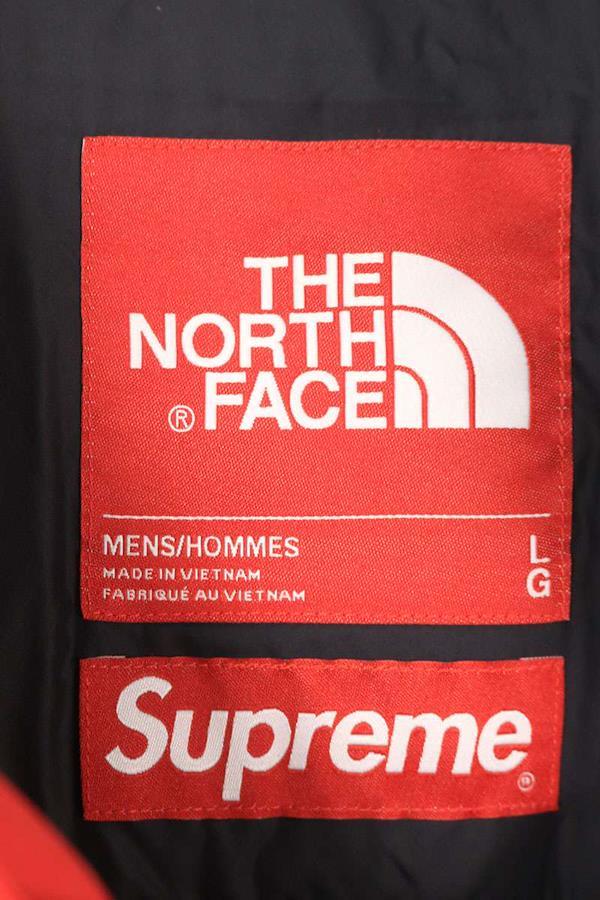 THE
NORTH
® FACE
MENS/HOMMES L
MADE IN VIETNAM
FABRIQUÉ AU VIETNAM G
Supreme ®